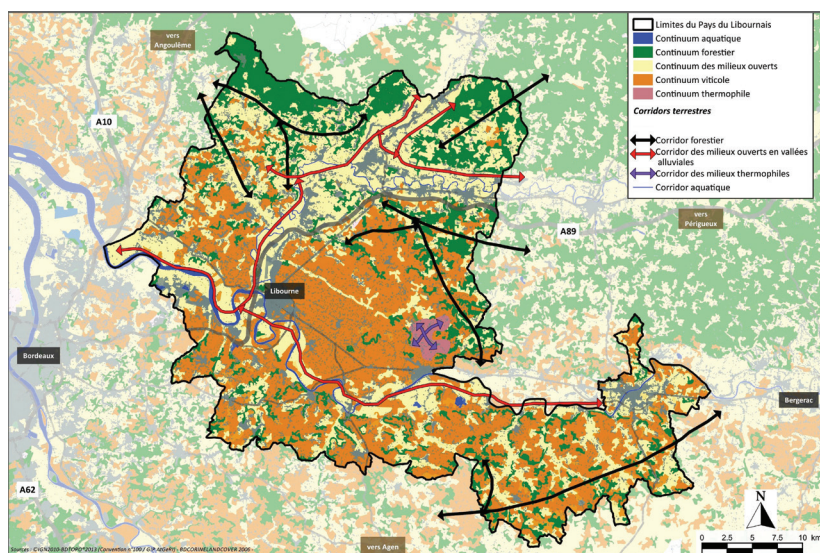 vers
Angoulême
A10
Limites du Pays du Libournais
Continuum aquatique
Continuum forestier
Continuum des milieux ouverts
Continuum viticole
Continuum thermophile
Corridors terrestres
Corridor forestier
Corridor des milieux ouverts en vallées
alluviales
Corridor des milieux thermophiles
Corridor aquatique
vers
Périgueux
A89
Libourne
Bordeaux
Bergerac
A62
vers Agen
N
0 2.5 5 7.5 10 km